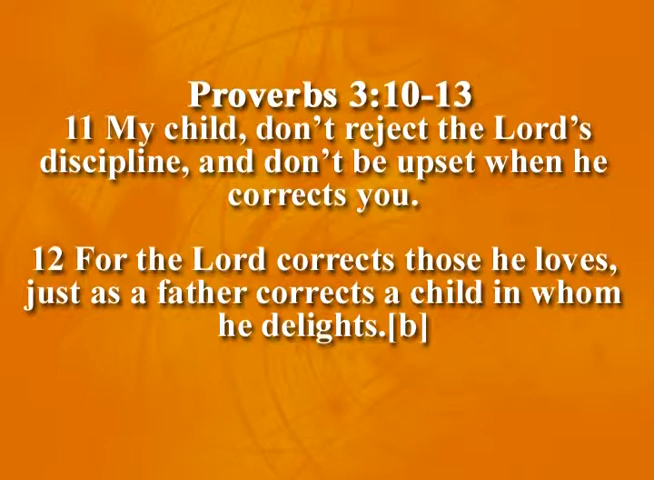 Proverbs 3:10-13
11 My child, don’t reject the Lord’s
discipline, and don’t be upset when he
corrects you.
12 For the Lord corrects those he loves,
just as a father corrects a child in whom
he delights.[b]